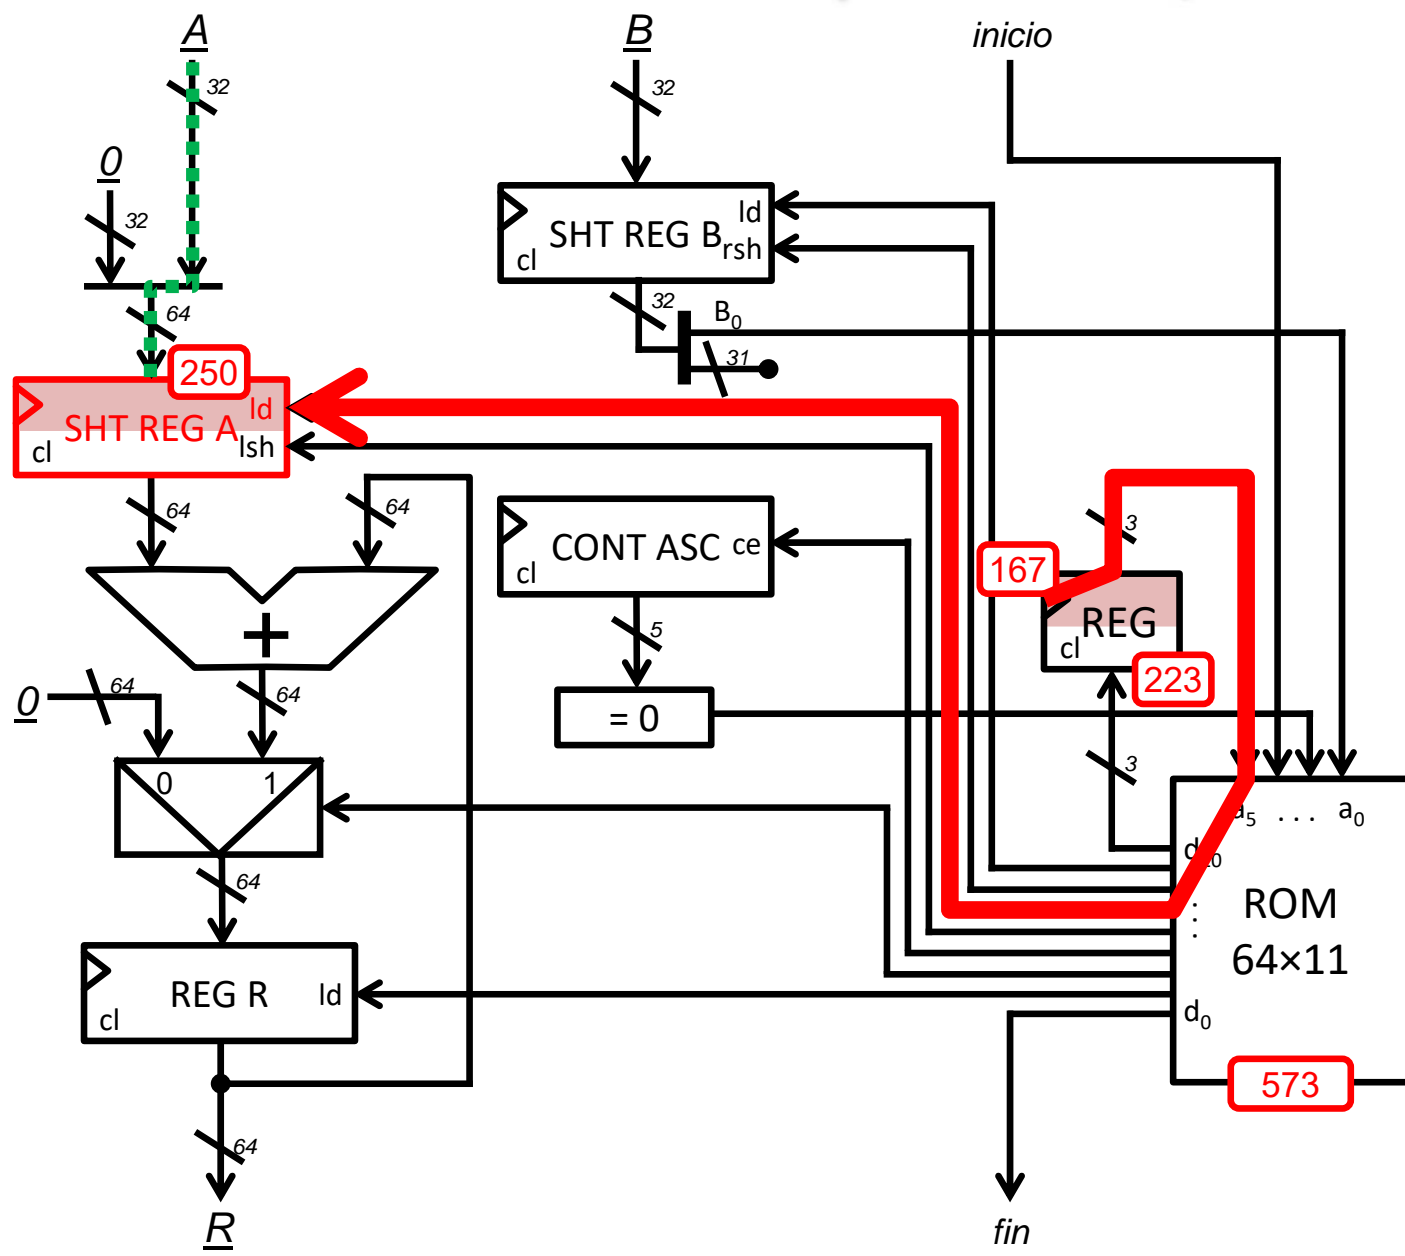 A
B
inicio
32
32
0
32
ld
SHT REG B
rsh
cl
32
B0
64
31
250
ld
SHT REG A
lsh
cl
64
64
3
CONT ASC
ce
cl
167
REG
cl
5
223
+
64
0
64
= 0
3
0
1
a5 ... a0
d10
64
ROM
64×11
REG R
ld
cl
d0
573
64
R
fin